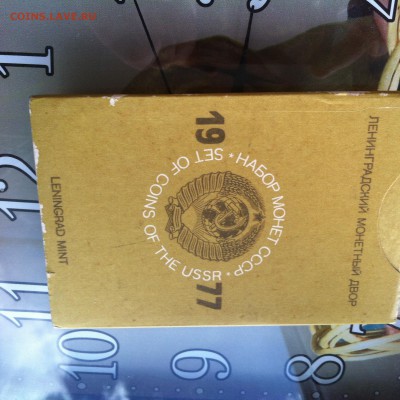 COINS.LAVE.RU
ЛЕНИНГРАДСКИЙ МОНЕТНЫЙ ДВОР
19
НАБОР МОНЕТ СССР •
SET OF COINS OF THE USSR •
77
LENINGRAD MINT
1
12
11
10
9
8